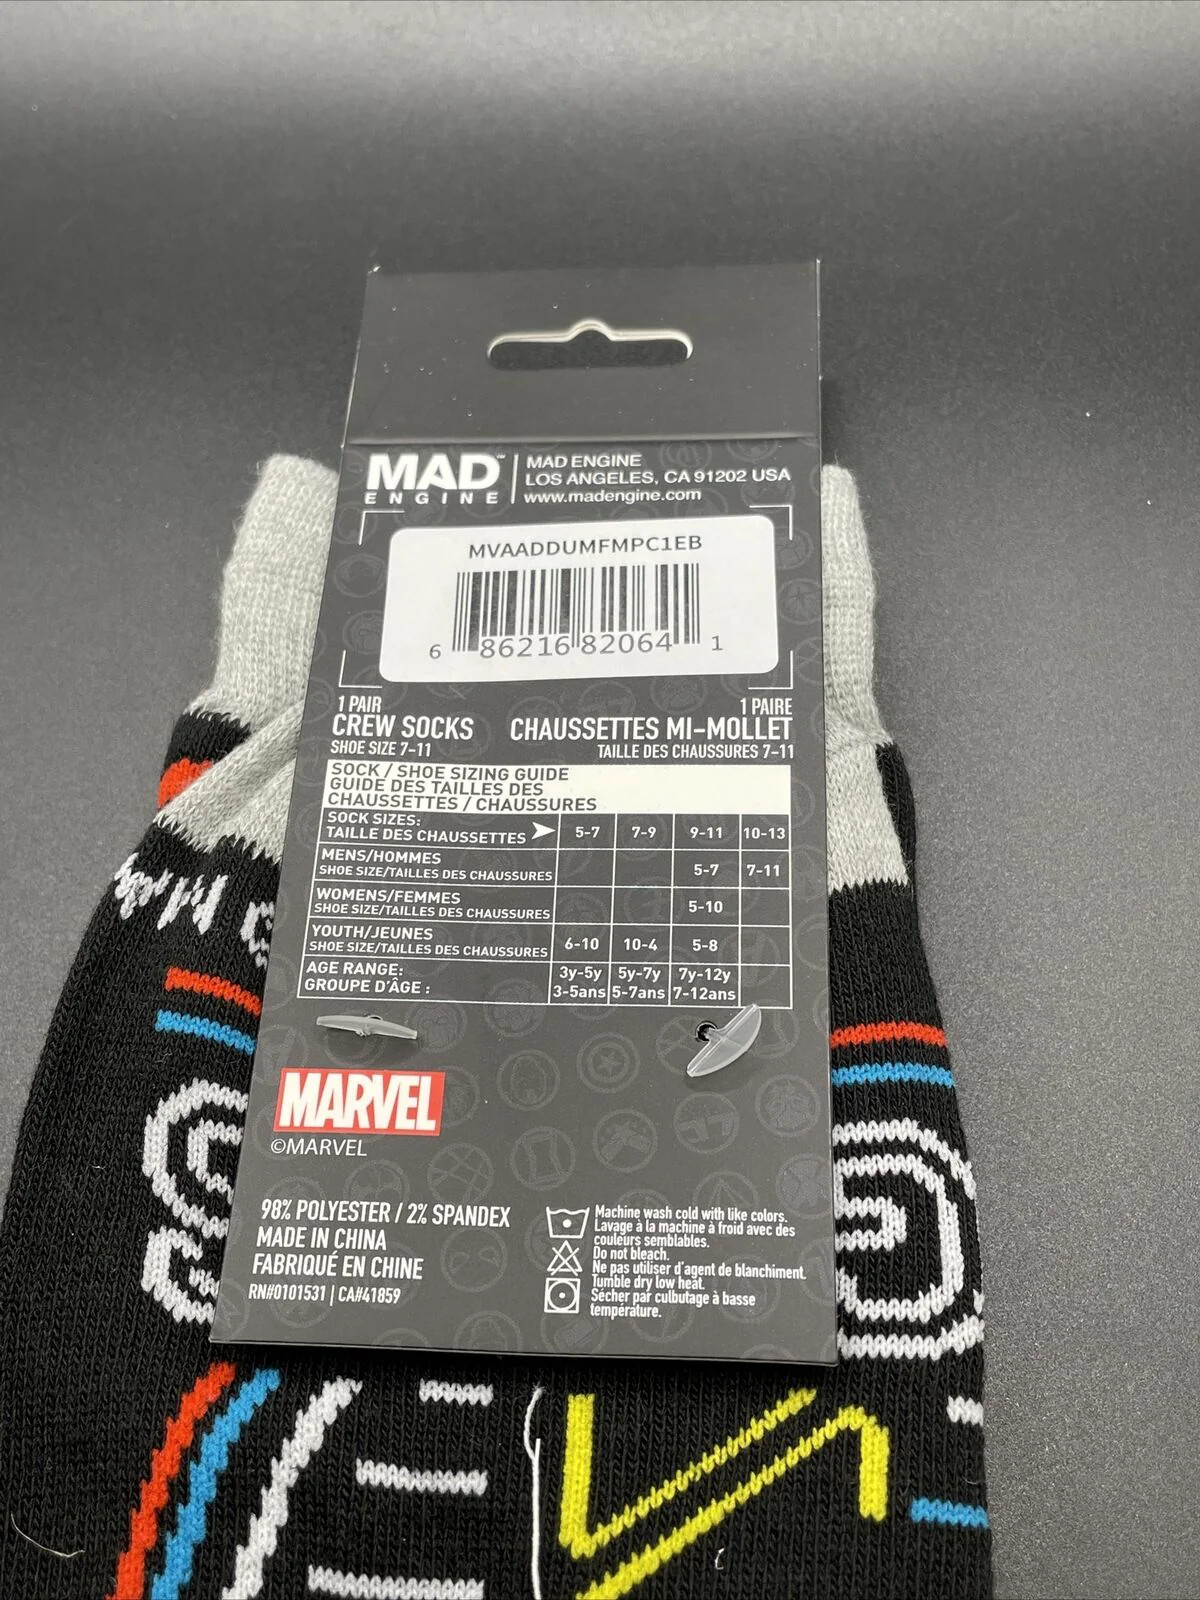 MAD™
ENGINE
MAD ENGINE
LOS ANGELES, CA 91202 USA
www.madengine.com
MVAADDUMFMPC1EB
6 86216 82064 1
1 PAIR
CREW SOCKS
SHOE SIZE 7-11
1 PAIRE
CHAUSSETTES MI-MOLLET
TAILLE DES CHAUSSURES 7-11
SOCK / SHOE SIZING GUIDE
GUIDE DES TAILLES DES
CHAUSSETTES / CHAUSSURES
SOCK SIZES:
TAILLE DES CHAUSSETTES 5-7 7-9 9-11 10-13
MENS/HOMMES
SHOE SIZE/TAILLES DES CHAUSSURES 5-7 7-11
WOMENS/FEMMES
SHOE SIZE/TAILLES DES CHAUSSURES 5-10
YOUTH/JEUNES
SHOE SIZE/TAILLES DES CHAUSSURES 6-10 10-4 5-8
AGE RANGE: 3y-5y 5y-7y 7y-12y
GROUPE D'ÂGE : 3-5ans 5-7ans 7-12ans
MARVEL
©MARVEL
98% POLYESTER / 2% SPANDEX
MADE IN CHINA
FABRIQUÉ EN CHINE
RN#0101531 | CA#41859
Machine wash cold with like colors.
Lavage à la machine à froid avec des
couleurs semblables.
Do not bleach.
Ne pas utiliser d'agent de blanchiment.
Tumble dry low heat.
Sécher par culbutage à basse
température.